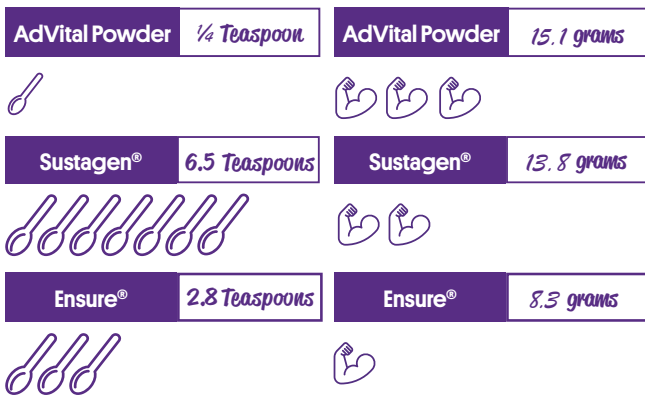 AdVital Powder ¼ Teaspoon AdVital Powder 15.1 grams
Sustagen® 6.5 Teaspoons Sustagen® 13.8 grams
Ensure® 2.8 Teaspoons Ensure® 8.3 grams